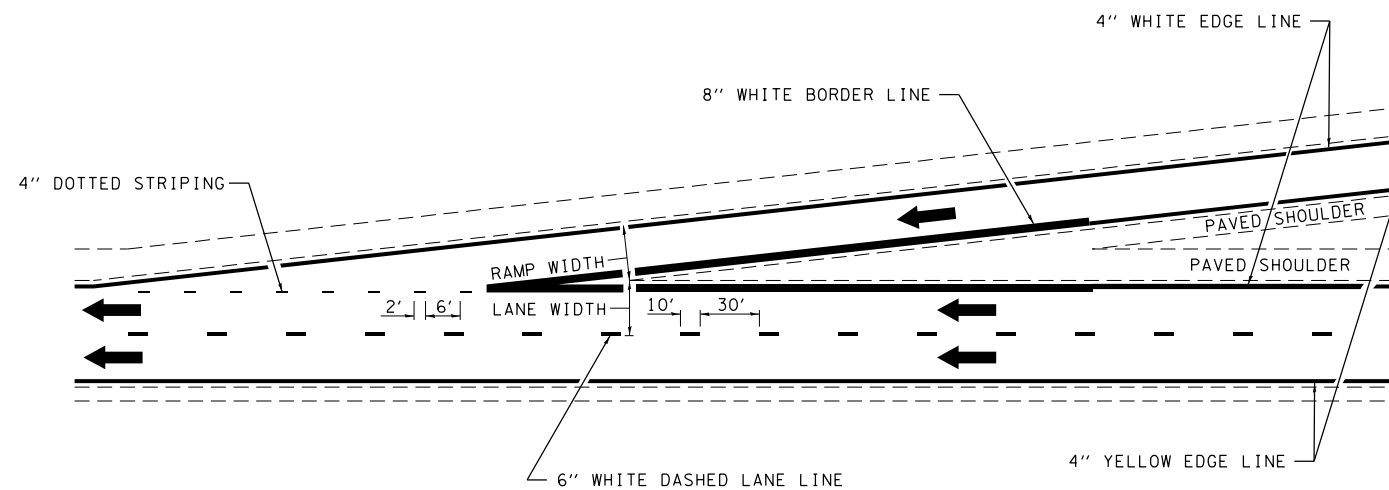 4″ WHITE EDGE LINE
8″ WHITE BORDER LINE
4″ DOTTED STRIPING
PAVED SHOULDER
RAMP WIDTH
PAVED SHOULDER
2′
6′
LANE WIDTH
10′
30′
4″ YELLOW EDGE LINE
6″ WHITE DASHED LANE LINE